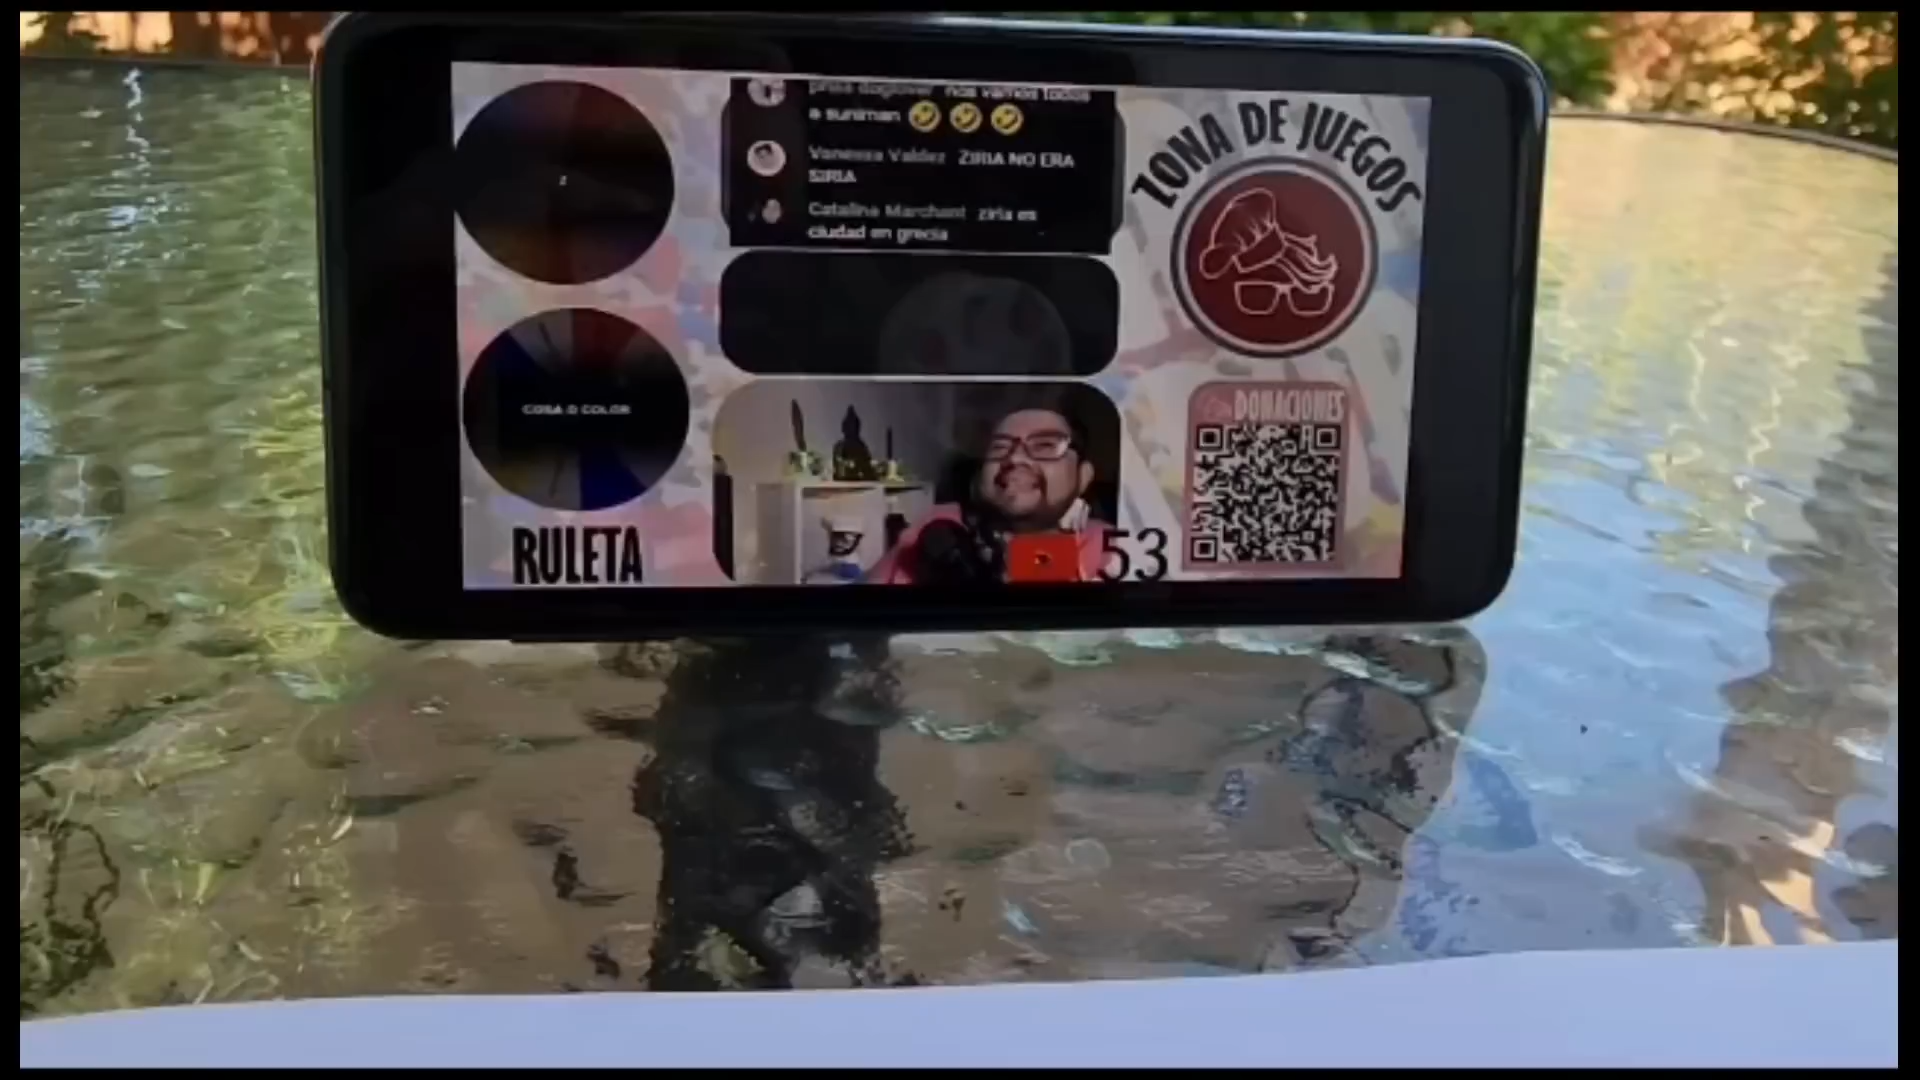 nos vamos todos
a suniman 🤣 🤣 🤣
Vanessa Valdez ZIRIA NO ERA
SIRIA
Catalina Marchant ziria es
ciudad en grecia
Z
COSA O COLOR
RULETA
53
ZONA DE JUEGOS
DONACIONES